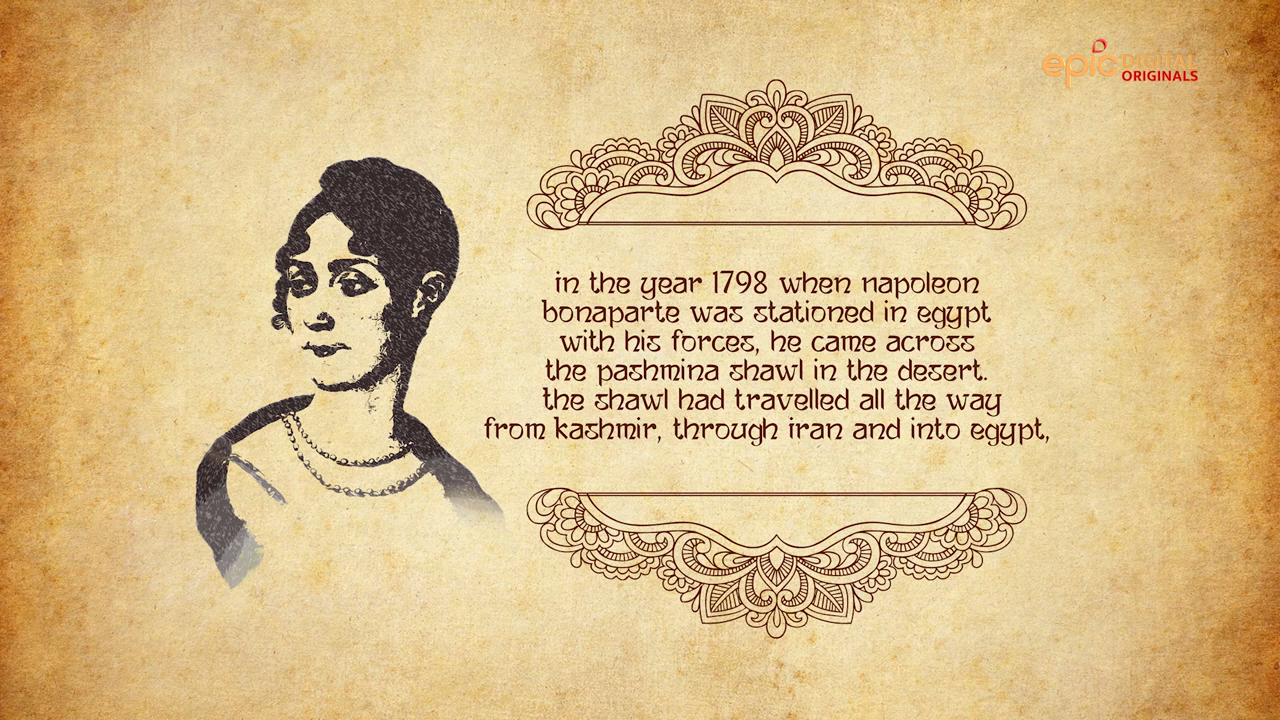 epic DIGITAL
ORIGINALS
in the year 1798 when napoleon
bonaparte was stationed in egypt
with his forces, he came across
the pashmina shawl in the desert.
the shawl had travelled all the way
from kashmir, through iran and into egypt,